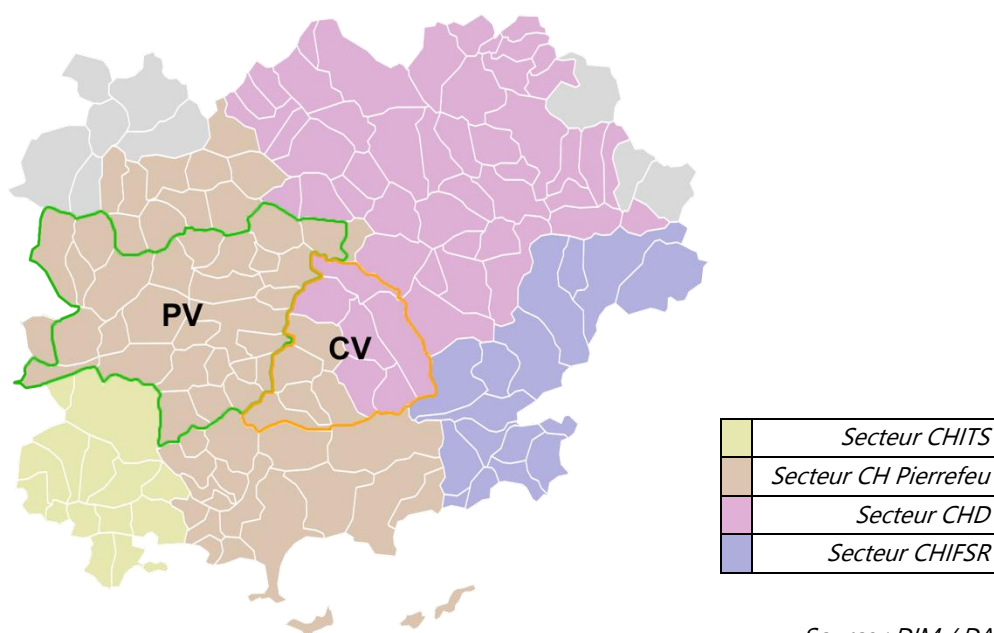 PV
CV
Secteur CHITS
Secteur CH Pierrefeu
Secteur CHD
Secteur CHIFSR